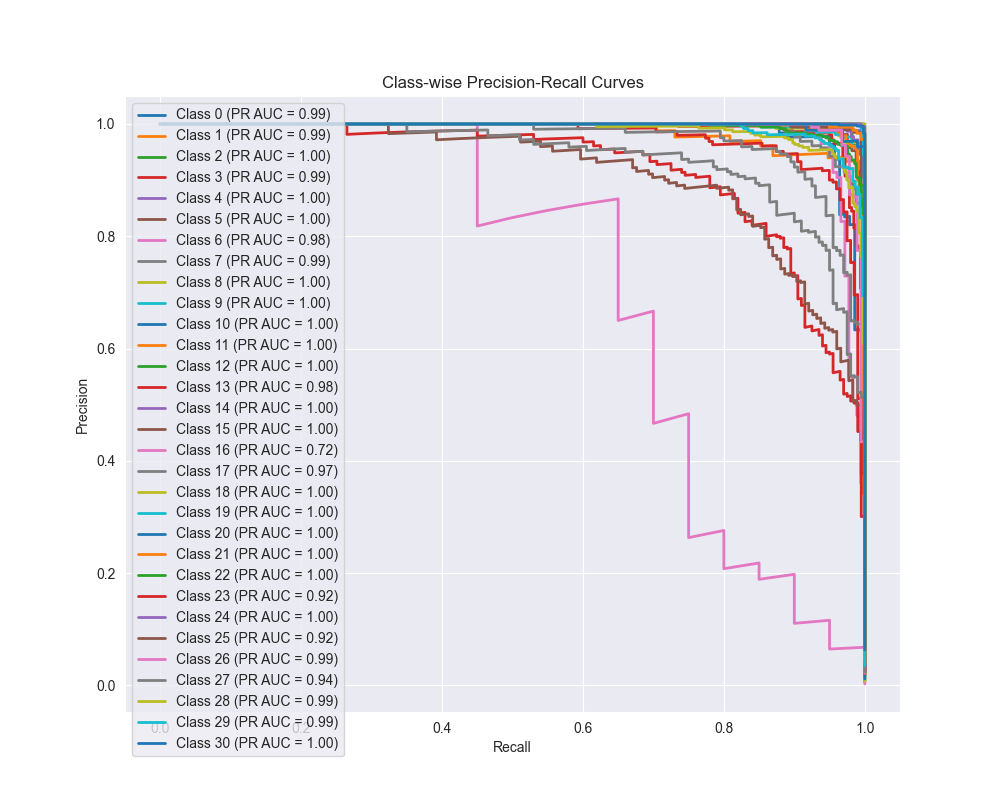 Class-wise Precision-Recall Curves
1.0
0.8
0.6
0.4
0.2
0.0
Precision
Class 0 (PR AUC = 0.99)
Class 1 (PR AUC = 0.99)
Class 2 (PR AUC = 1.00)
Class 3 (PR AUC = 0.99)
Class 4 (PR AUC = 1.00)
Class 5 (PR AUC = 1.00)
Class 6 (PR AUC = 0.98)
Class 7 (PR AUC = 0.99)
Class 8 (PR AUC = 1.00)
Class 9 (PR AUC = 1.00)
Class 10 (PR AUC = 1.00)
Class 11 (PR AUC = 1.00)
Class 12 (PR AUC = 1.00)
Class 13 (PR AUC = 0.98)
Class 14 (PR AUC = 1.00)
Class 15 (PR AUC = 1.00)
Class 16 (PR AUC = 0.72)
Class 17 (PR AUC = 0.97)
Class 18 (PR AUC = 1.00)
Class 19 (PR AUC = 1.00)
Class 20 (PR AUC = 1.00)
Class 21 (PR AUC = 1.00)
Class 22 (PR AUC = 1.00)
Class 23 (PR AUC = 0.92)
Class 24 (PR AUC = 1.00)
Class 25 (PR AUC = 0.92)
Class 26 (PR AUC = 0.99)
Class 27 (PR AUC = 0.94)
Class 28 (PR AUC = 0.99)
Class 29 (PR AUC = 0.99)
Class 30 (PR AUC = 1.00)
0.0 0.2 0.4 0.6 0.8 1.0
Recall